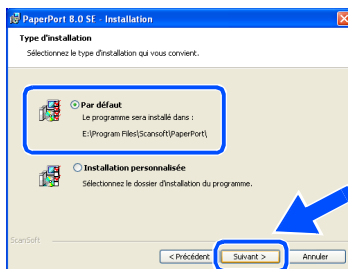 PaperPort 8.0 SE - Installation
Type d'installation
Sélectionnez le type d'installation qui vous convient.
Par défaut
Le programme sera installé dans :
E:\Program Files\Scansoft\PaperPort\
Installation personnalisée
Sélectionnez le dossier d'installation du programme.
ScanSoft
< Précédent Suivant > Annuler